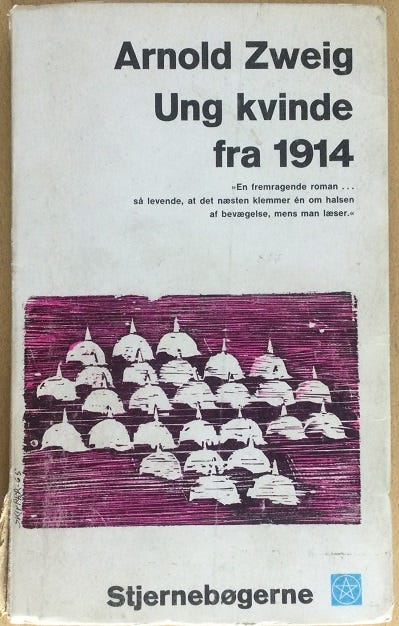 Arnold Zweig
Ung kvinde
fra 1914
»En fremragende roman . . .
så levende, at det næsten klemmer én om halsen
af bevægelse, mens man læser.«
Stjernebøgerne